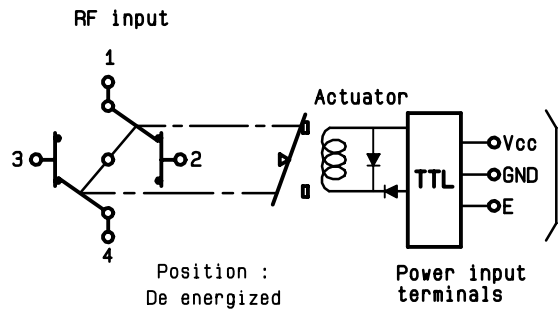 RF input
1
Actuator
3
2
TTL
Vcc
GND
E
4
Position :
De energized
Power input
terminals